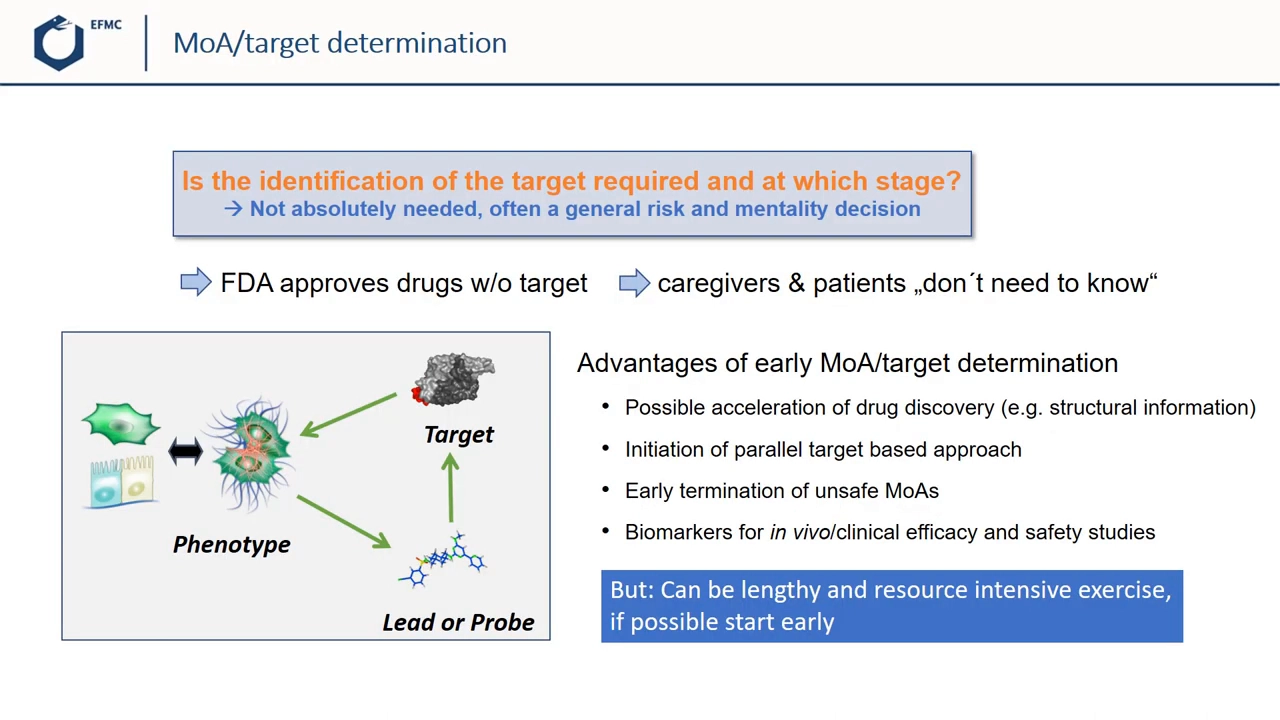 EFMC
MoA/target determination
Is the identification of the target required and at which stage?
→ Not absolutely needed, often a general risk and mentality decision
FDA approves drugs w/o target
caregivers & patients „don´t need to know“
Target
Phenotype
Lead or Probe
Advantages of early MoA/target determination
• Possible acceleration of drug discovery (e.g. structural information)
• Initiation of parallel target based approach
• Early termination of unsafe MoAs
• Biomarkers for in vivo/clinical efficacy and safety studies
But: Can be lengthy and resource intensive exercise,
if possible start early